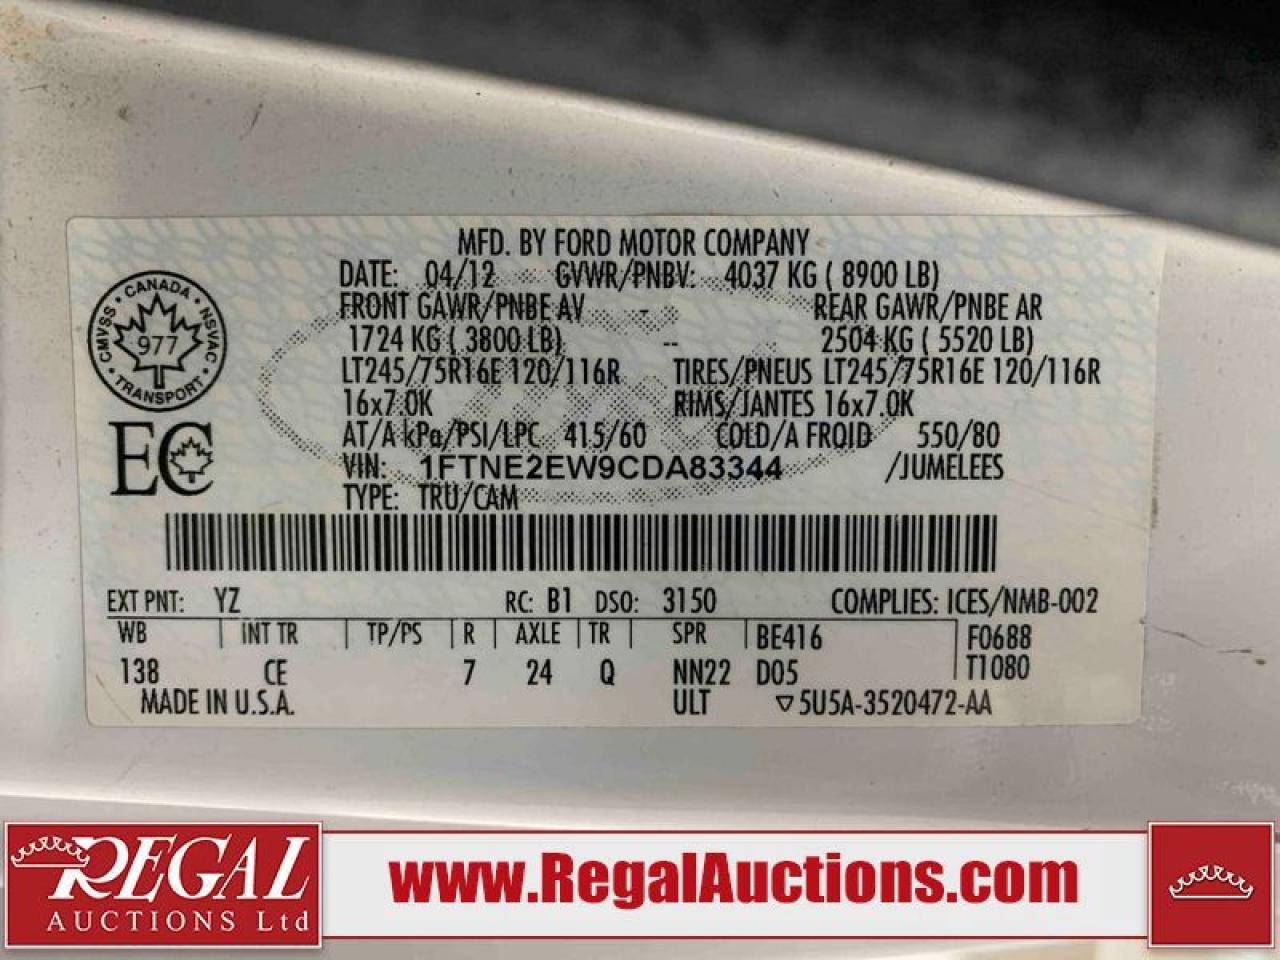 MFD. BY FORD MOTOR COMPANY
DATE: 04/12 GVWR/PNBV: 4037 KG ( 8900 LB)
FRONT GAWR/PNBE AV - REAR GAWR/PNBE AR
1724 KG ( 3800 LB) -- 2504 KG ( 5520 LB)
LT245/75R16E 120/116R TIRES/PNEUS LT245/75R16E 120/116R
16x7.0K RIMS/JANTES 16x7.0K
AT/A kPa/PSI/LPC 415/60 COLD/A FROID 550/80
VIN: 1FTNE2EW9CDA83344 /JUMELEES
TYPE: TRU/CAM
CMVSS · CANADA · NSVAC · TRANSPORT ·
977
EC
EXT PNT: YZ RC: B1 DSO: 3150 COMPLIES: ICES/NMB-002
WB | INT TR | TP/PS | R | AXLE | TR | SPR BE416 F0688
138 CE 7 24 Q NN22 D05 T1080
MADE IN U.S.A. ULT ▽5U5A-3520472-AA
REGAL
AUCTIONS Ltd
www.RegalAuctions.com